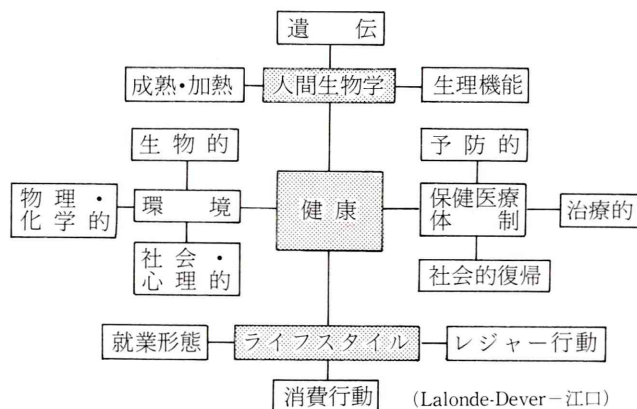 遺 伝
成熟・加熱
人間生物学
生理機能
生物的
予防的
物理・
化学的
環 境
健康
保健医療
体 制
治療的
社会・
心理的
社会的復帰
就業形態
ライフスタイル
レジャー行動
消費行動
(Lalonde-Dever－江口)